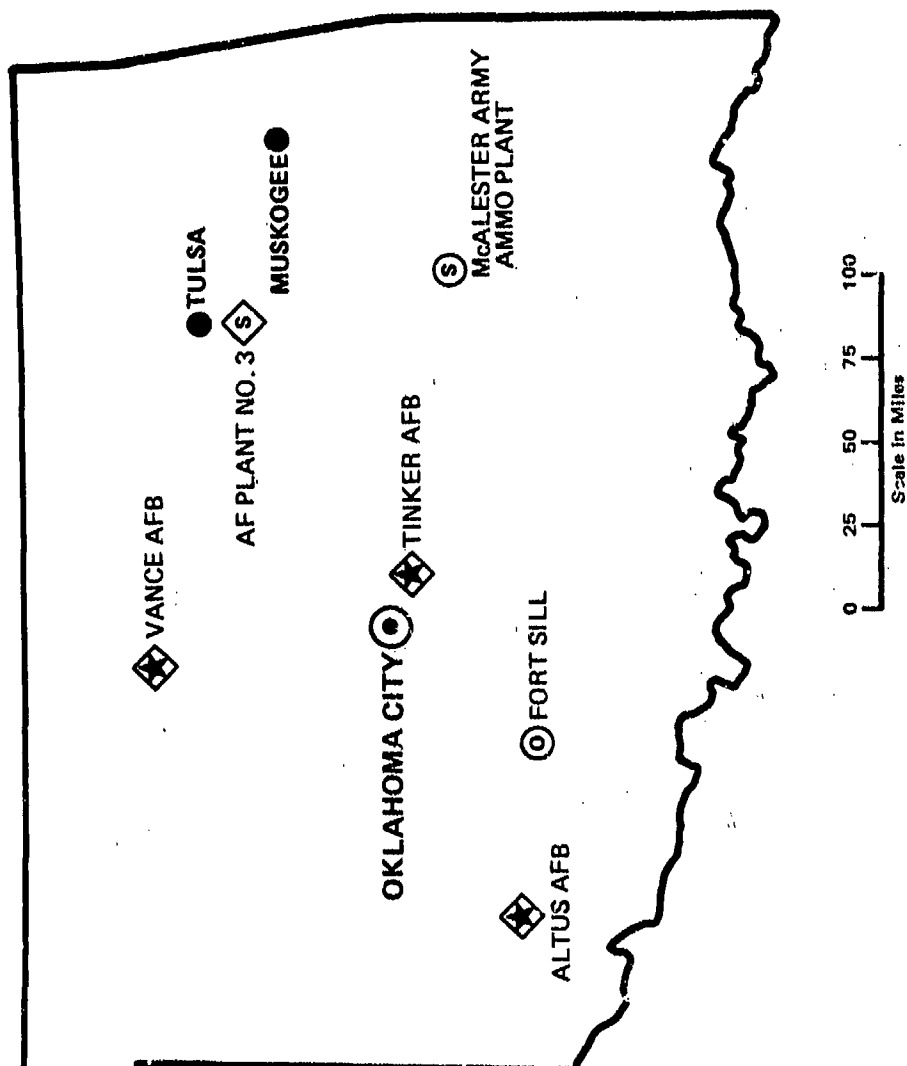 VANCE AFB
TULSA
S
AF PLANT NO. 3
MUSKOGEE
OKLAHOMA CITY
TINKER AFB
S
McALESTER ARMY
AMMO PLANT
O
FORT SILL
ALTUS AFB
0 25 50 75 100
Scale in Miles